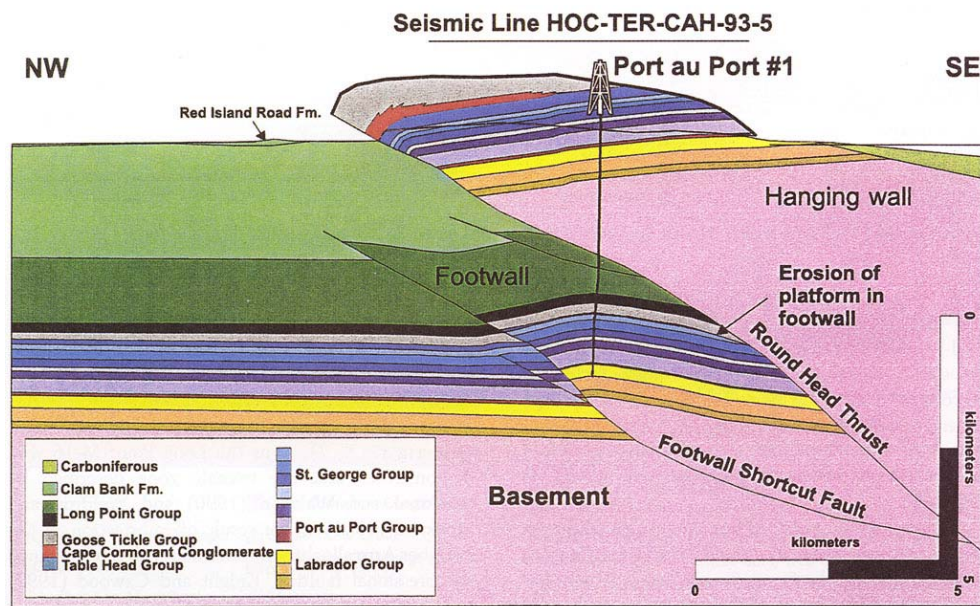 Seismic Line HOC-TER-CAH-93-5
NW
Port au Port #1
SE
Red Island Road Fm.
Hanging wall
Footwall
Erosion of
platform in
footwall
Round Head Thrust
Footwall Shortcut Fault
Basement
Carboniferous
Clam Bank Fm.
Long Point Group
Goose Tickle Group
Cape Cormorant Conglomerate
Table Head Group
St. George Group
Port au Port Group
Labrador Group
0
kilometers
5
kilometers
0
5